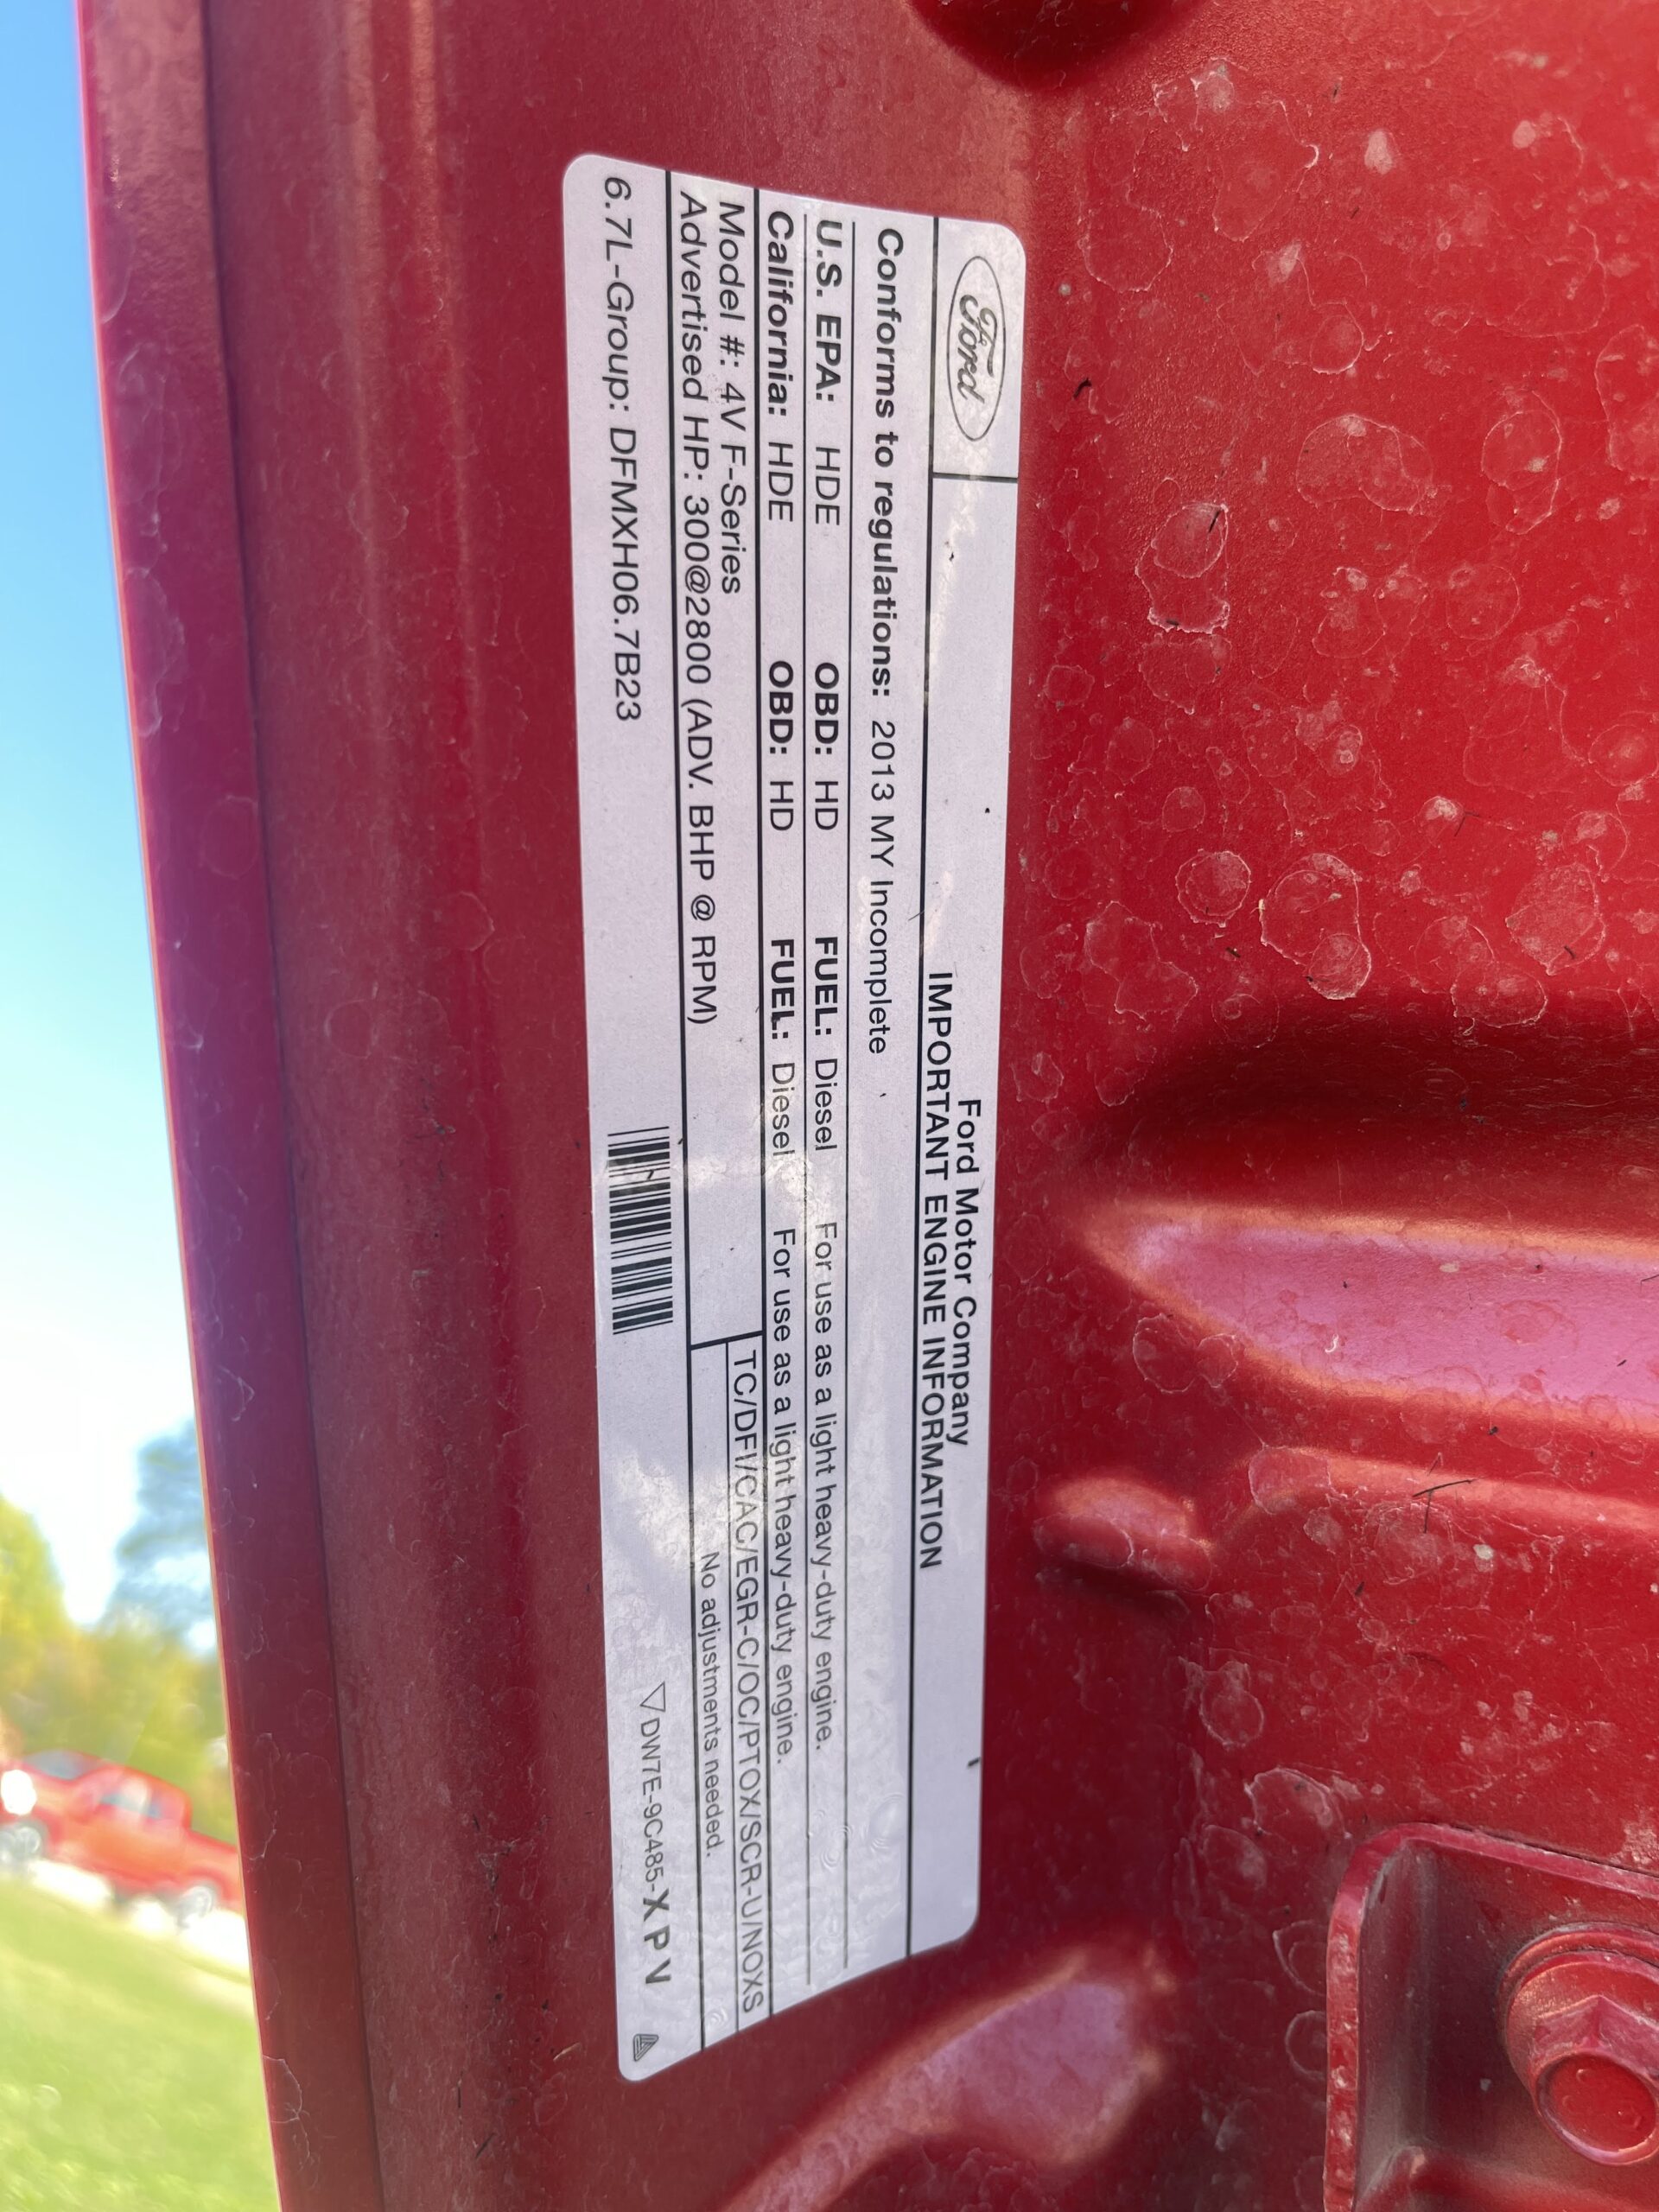 Ford
Ford Motor Company
IMPORTANT ENGINE INFORMATION
Conforms to regulations: 2013 MY Incomplete
U.S. EPA: HDE OBD: HD FUEL: Diesel For use as a light heavy-duty engine.
California: HDE OBD: HD FUEL: Diesel For use as a light heavy-duty engine.
Model #: 4V F-Series
TC/DFI/CAC/EGR-C/OC/PTOX/SCR-U/NOXS
Advertised HP: 300@2800 (ADV. BHP @ RPM)
No adjustments needed.
6.7L-Group: DFMXH06.7B23
DW7E-9C485-XPV